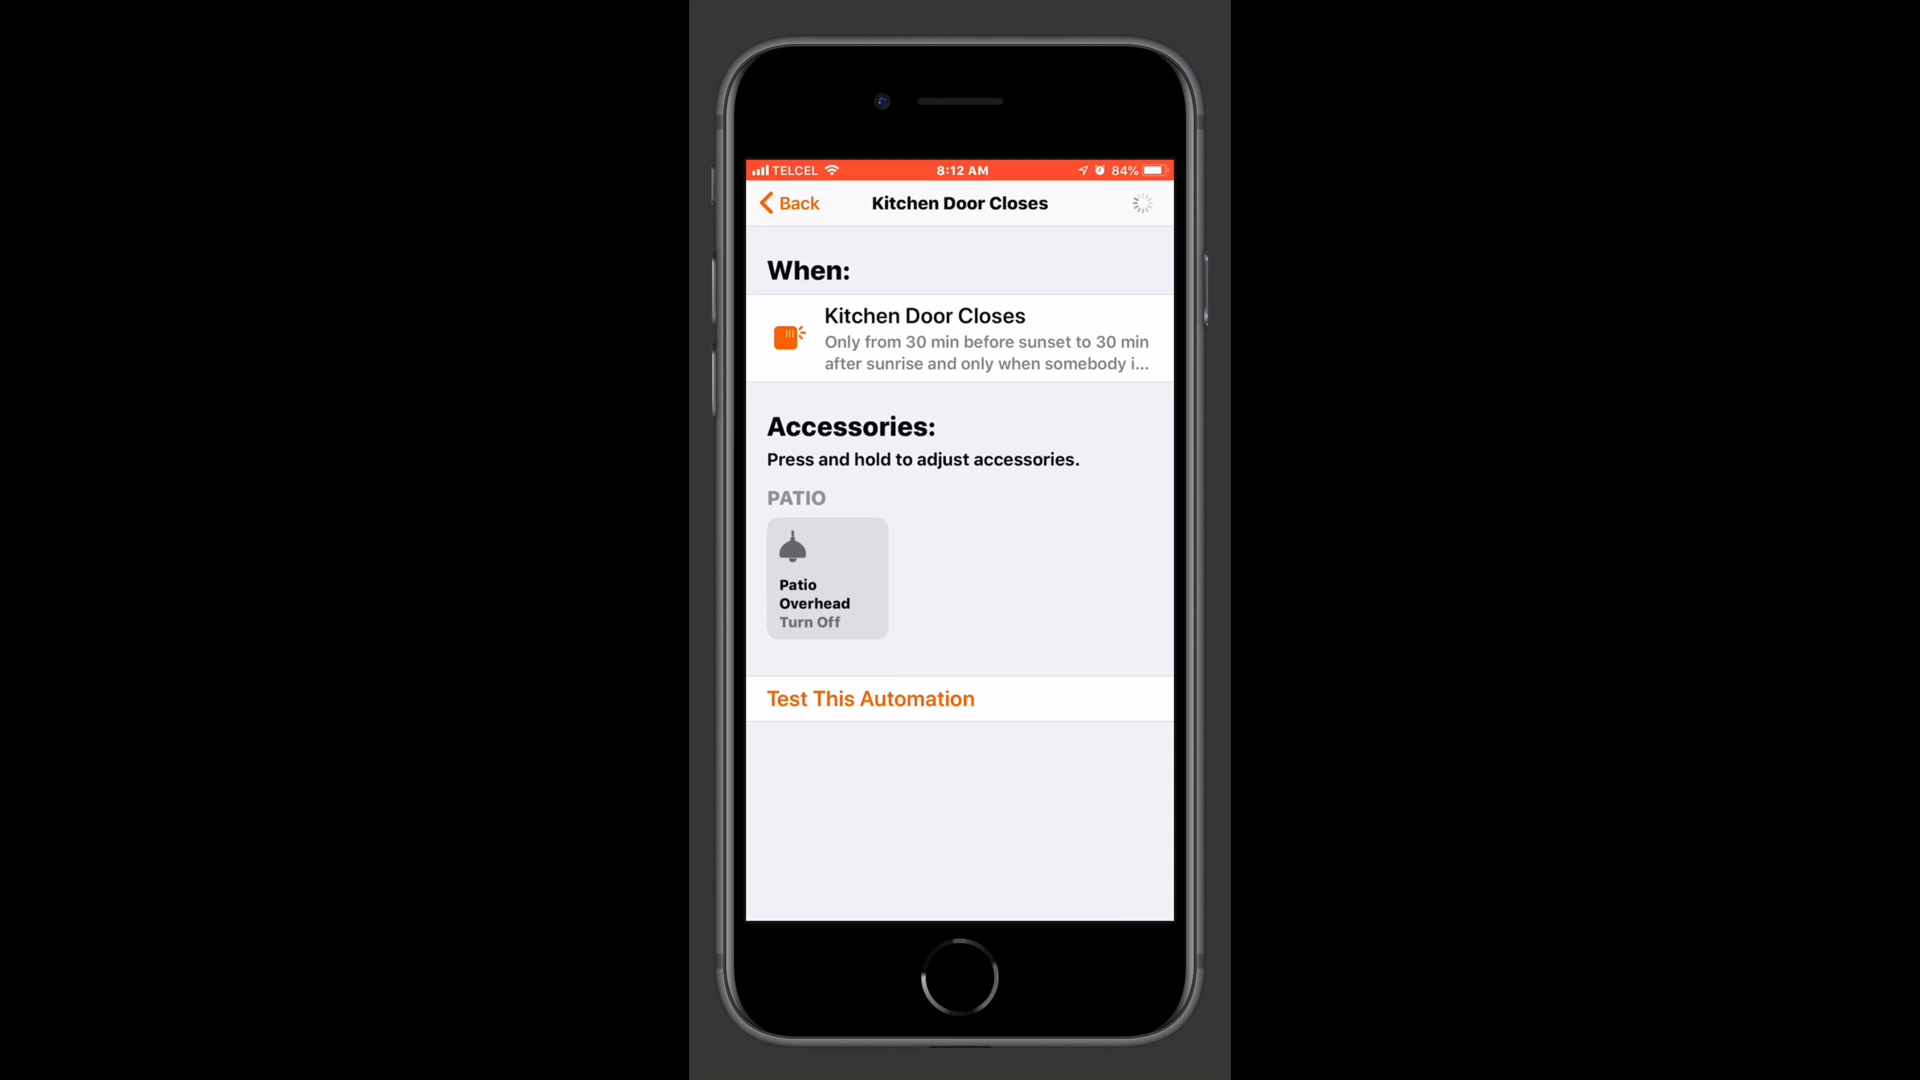 TELCEL 8:12 AM 84%
Back Kitchen Door Closes
When:
Kitchen Door Closes
Only from 30 min before sunset to 30 min
after sunrise and only when somebody i...
Accessories:
Press and hold to adjust accessories.
PATIO
Patio
Overhead
Turn Off
Test This Automation